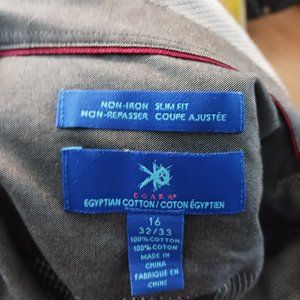 NON-IRON SLIM FIT
NON-REPASSER COUPE AJUSTÉE
EGARA®
EGYPTIAN COTTON/COTON ÉGYPTIEN
16
32/33
100% COTTON
100% COTON
MADE IN
CHINA
FABRIQUÉ EN
CHINE